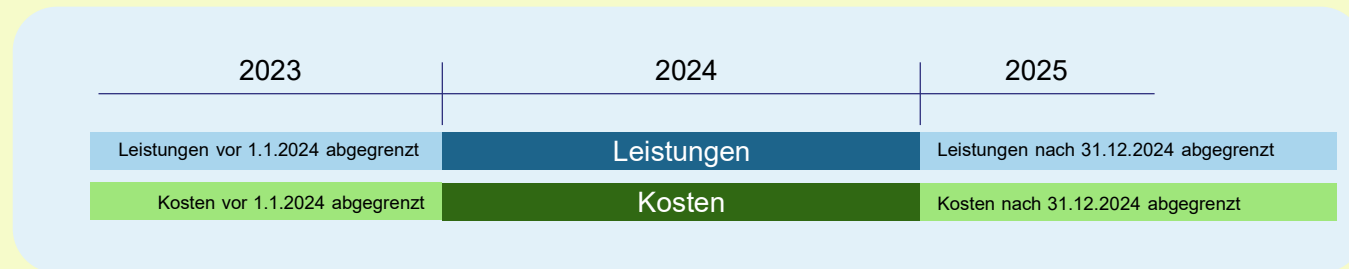 2023 2024 2025
Leistungen vor 1.1.2024 abgegrenzt Leistungen Leistungen nach 31.12.2024 abgegrenzt
Kosten vor 1.1.2024 abgegrenzt Kosten Kosten nach 31.12.2024 abgegrenzt